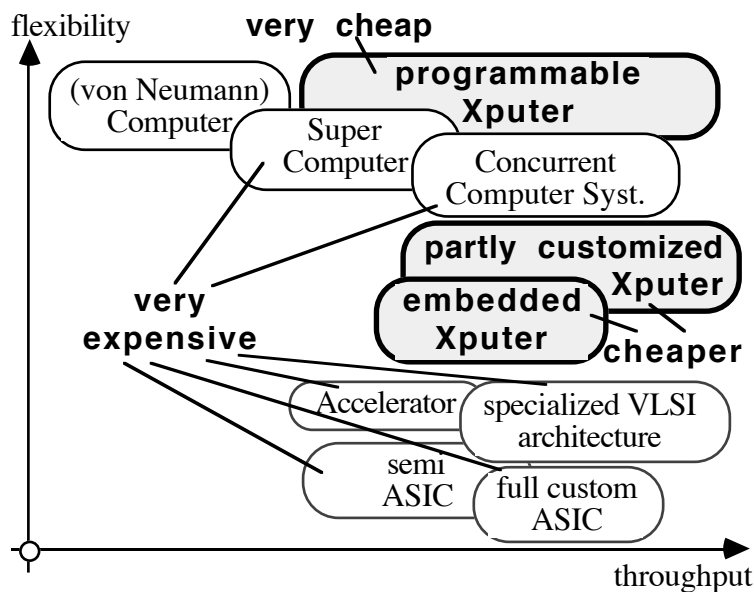 flexibility
very cheap
programmable
Xputer
(von Neumann)
Computer
Super
Computer
Concurrent
Computer Syst.
partly customized
Xputer
embedded
Xputer
very
expensive
cheaper
Accelerator
specialized VLSI
architecture
semi
ASIC
full custom
ASIC
throughput